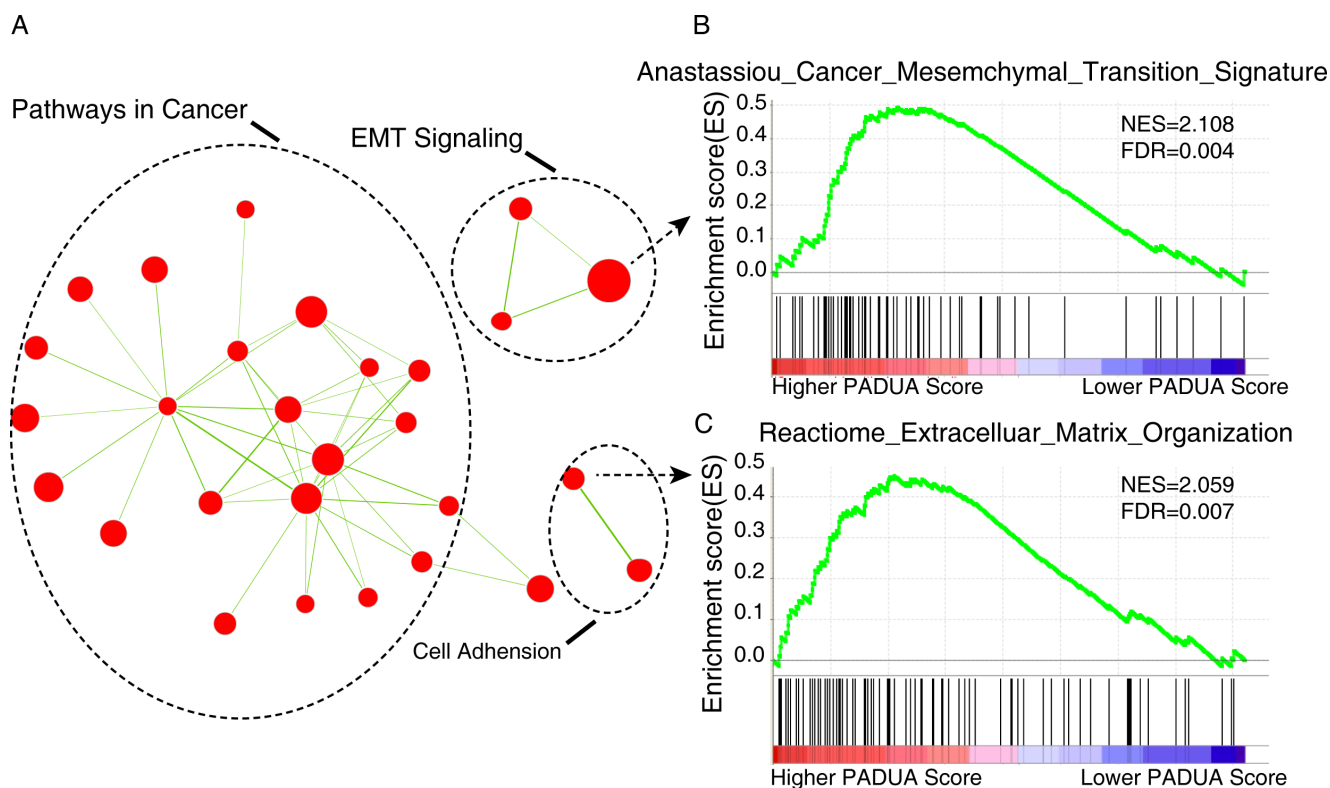 A
Pathways in Cancer
EMT Signaling
Cell Adhension
B
Anastassiou_Cancer_Mesemchymal_Transition_Signature
Enrichment score(ES)
0.5
0.4
0.3
0.2
0.1
0.0
NES=2.108
FDR=0.004
Higher PADUA Score
Lower PADUA Score
C
Reactiome_Extracelluar_Matrix_Organization
Enrichment score(ES)
0.5
0.4
0.3
0.2
0.1
0.0
NES=2.059
FDR=0.007
Higher PADUA Score
Lower PADUA Score